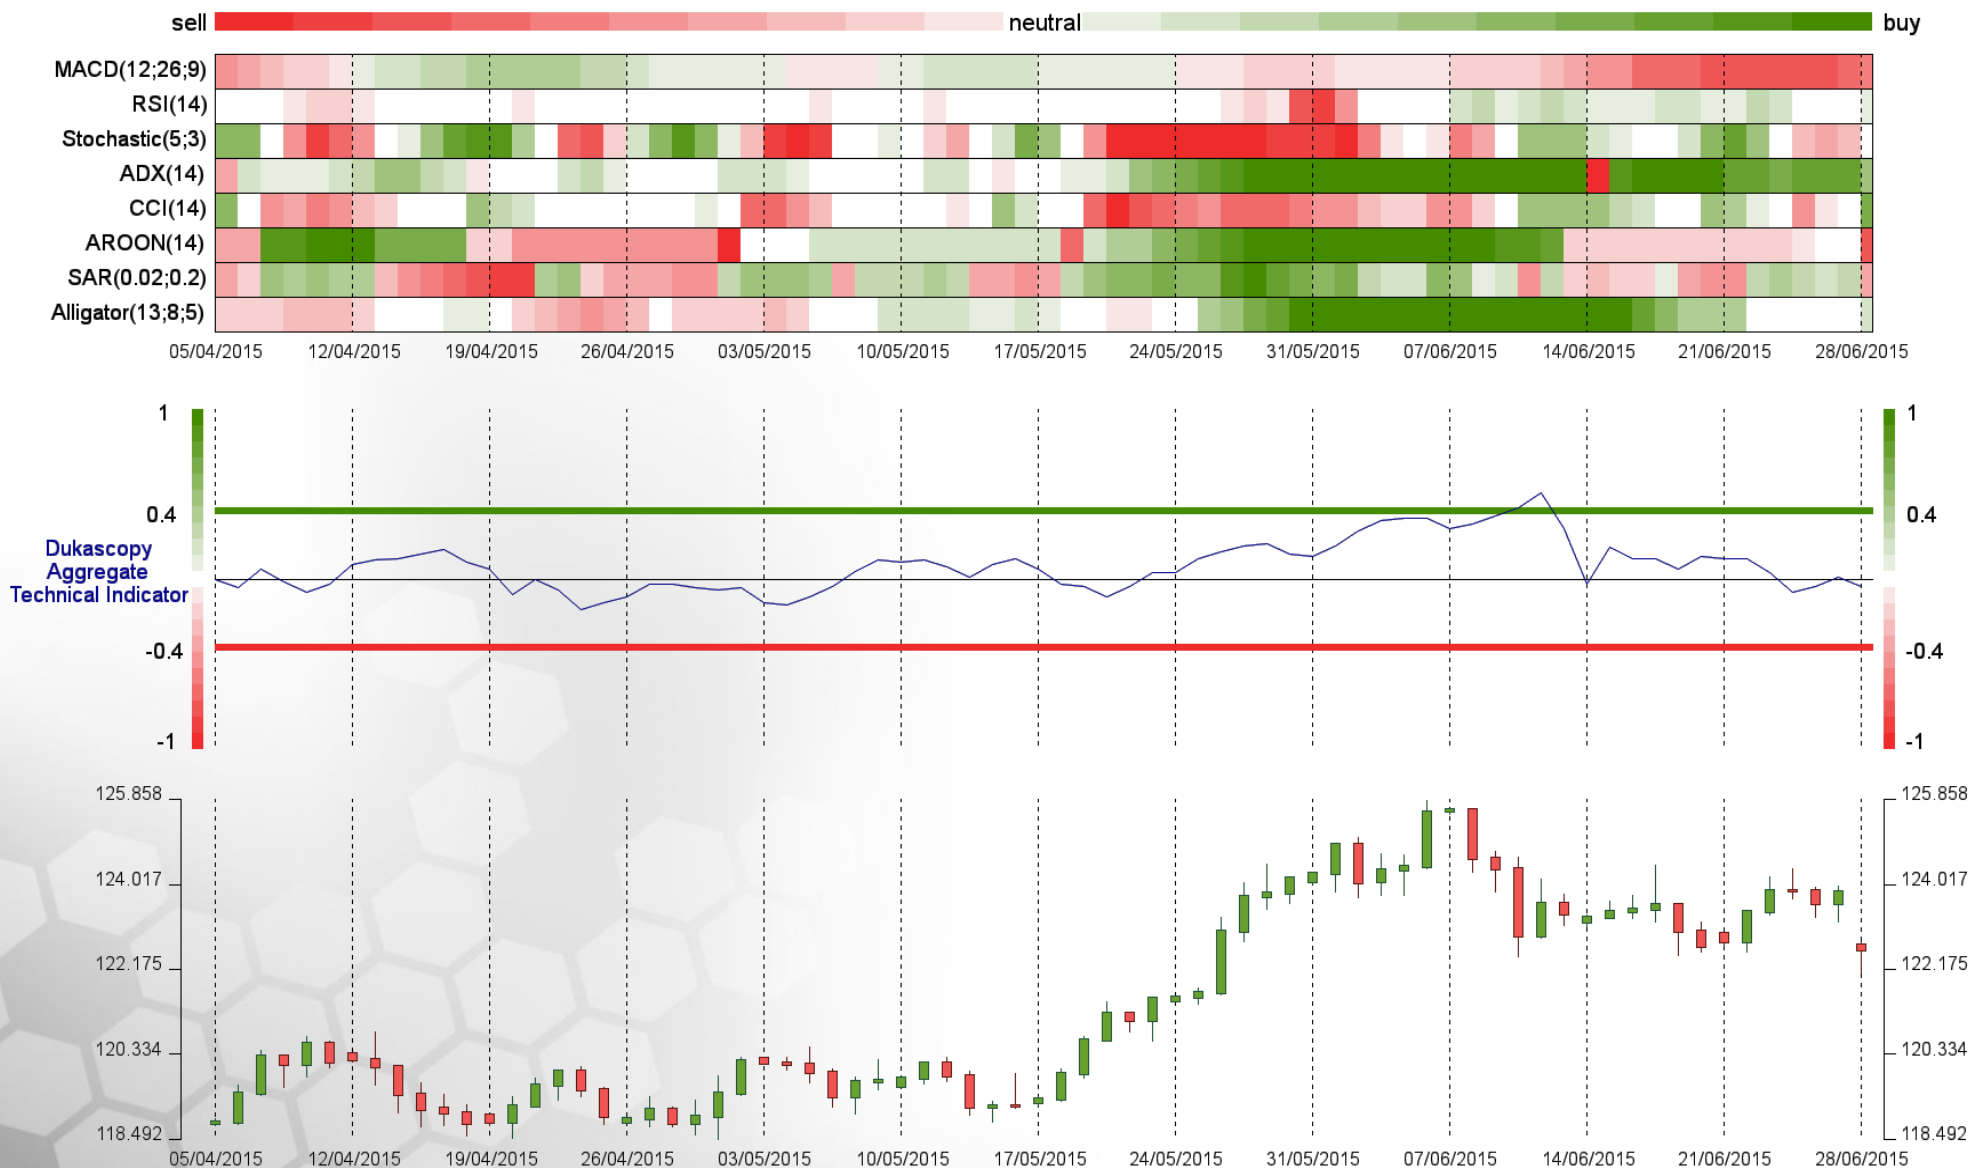 sell neutral buy
MACD(12;26;9)
RSI(14)
Stochastic(5;3)
ADX(14)
CCI(14)
AROON(14)
SAR(0.02;0.2)
Alligator(13;8;5)
05/04/2015 12/04/2015 19/04/2015 26/04/2015 03/05/2015 10/05/2015 17/05/2015 24/05/2015 31/05/2015 07/06/2015 14/06/2015 21/06/2015 28/06/2015
1 1
0.4 0.4
Dukascopy
Aggregate
Technical Indicator
-0.4 -0.4
-1 -1
125.858 125.858
124.017 124.017
122.175 122.175
120.334 120.334
118.492 118.492
05/04/2015 12/04/2015 19/04/2015 26/04/2015 03/05/2015 10/05/2015 17/05/2015 24/05/2015 31/05/2015 07/06/2015 14/06/2015 21/06/2015 28/06/2015